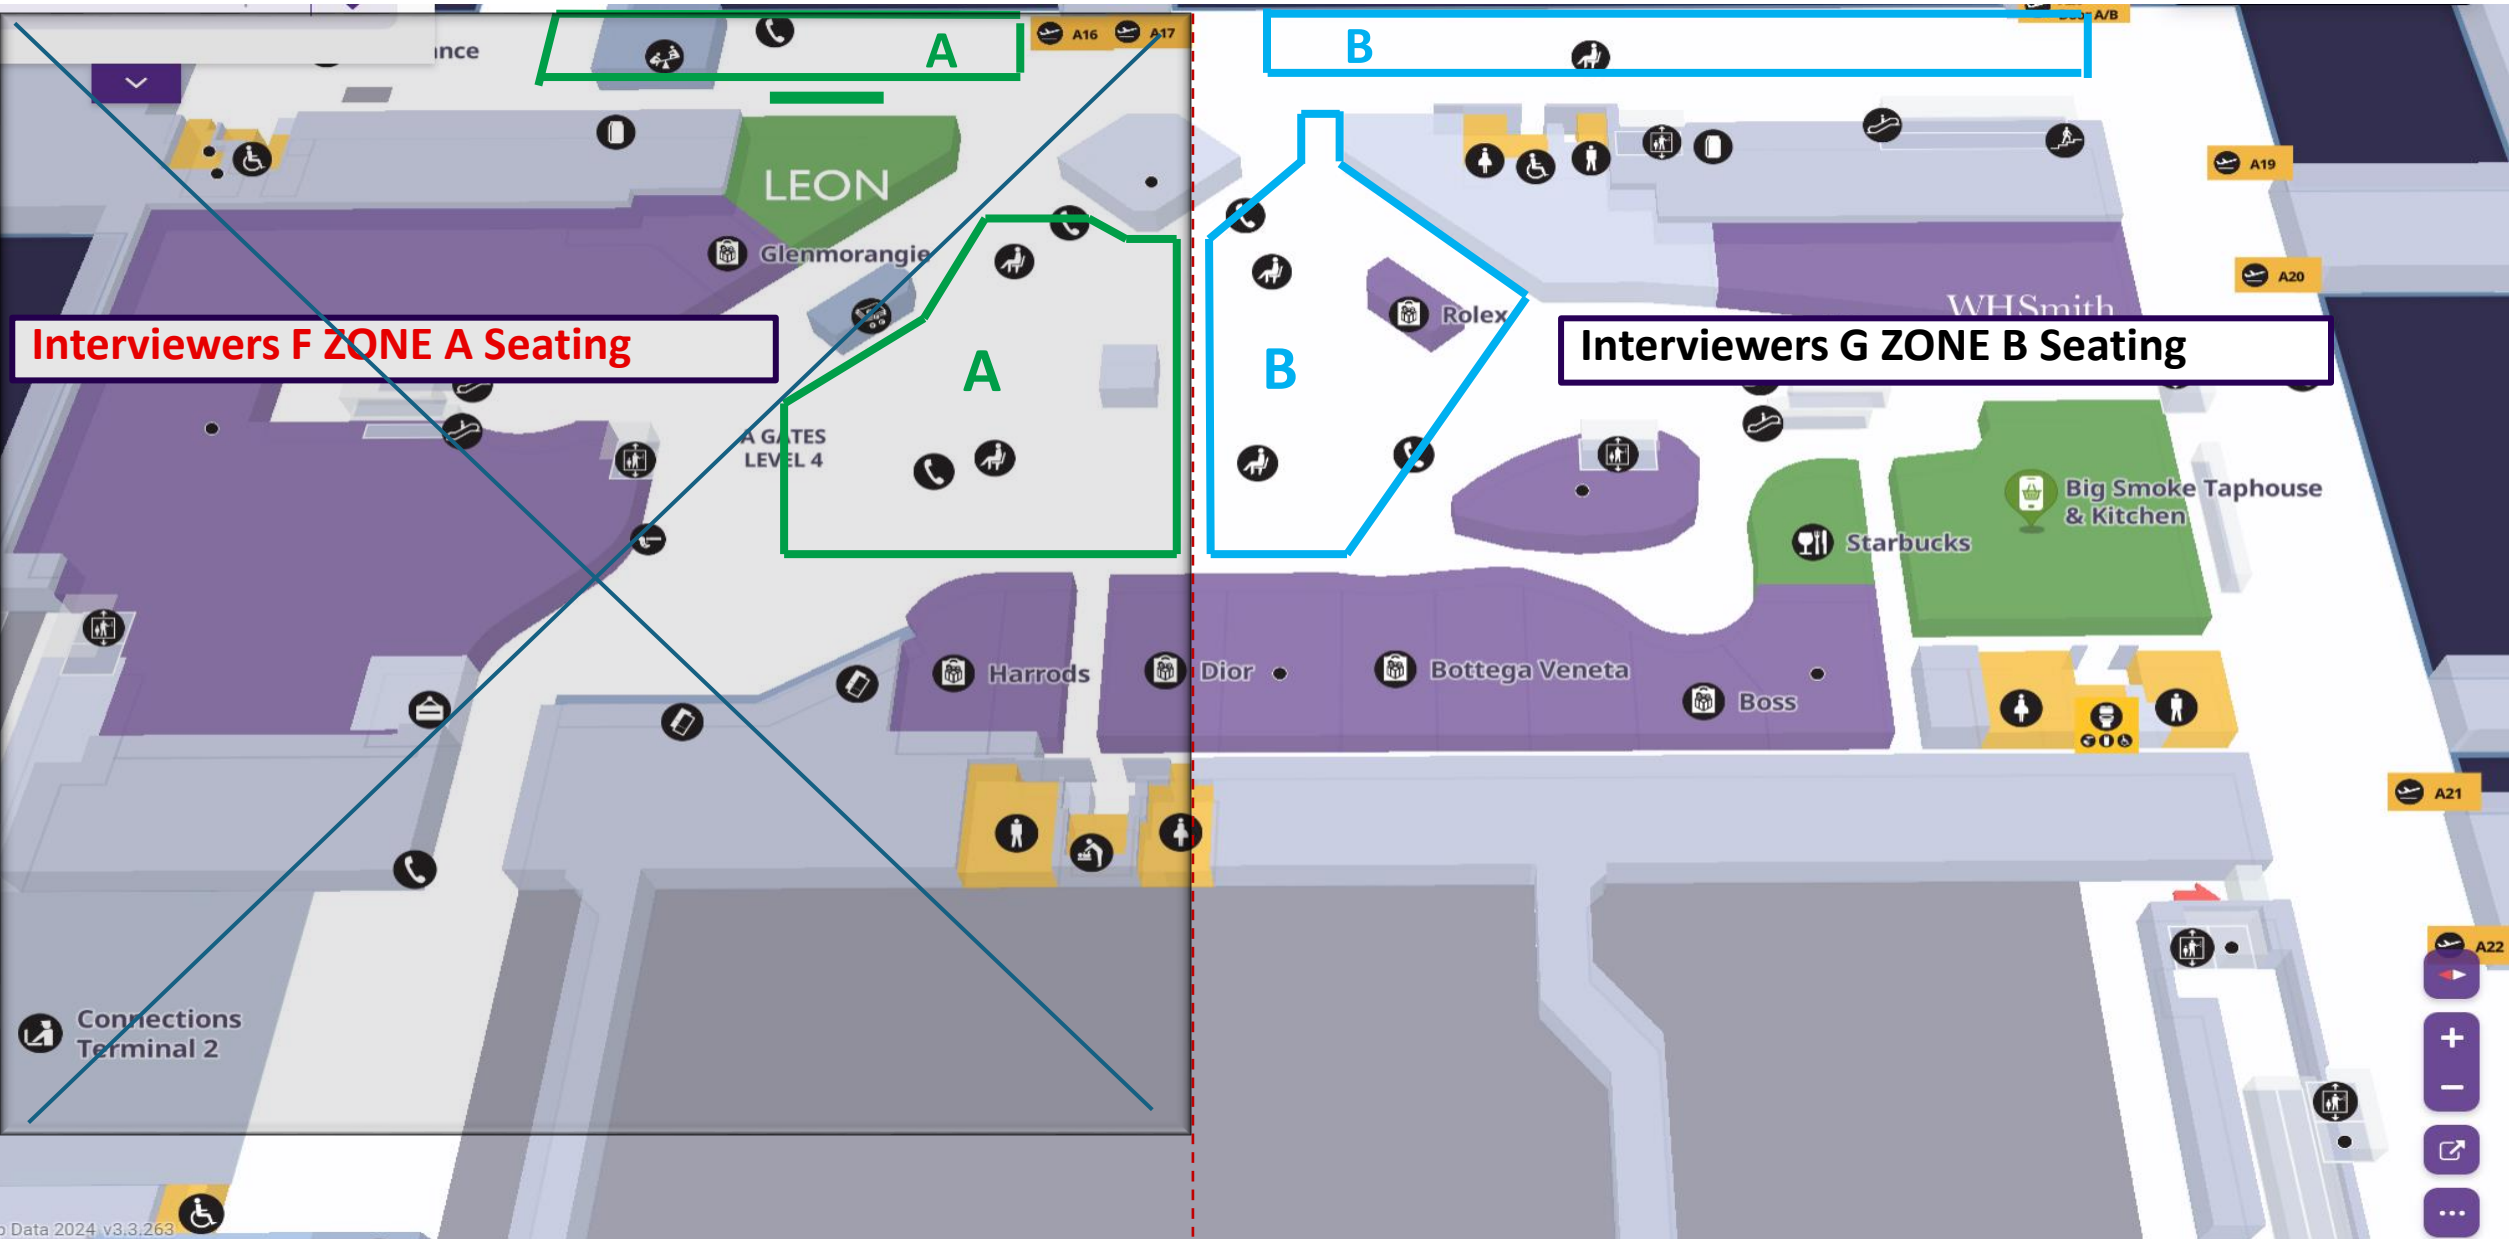 A
A16
A17
B
A/B
LEON
A19
Glenmorangie
A20
Rolex
WHSmith
Interviewers F ZONE A Seating
Interviewers G ZONE B Seating
A
B
A GATES
LEVEL 4
Big Smoke Taphouse
& Kitchen
Starbucks
Harrods
Dior
Bottega Veneta
Boss
A21
A22
Connections
Terminal 2
Data 2024 v3.3.263